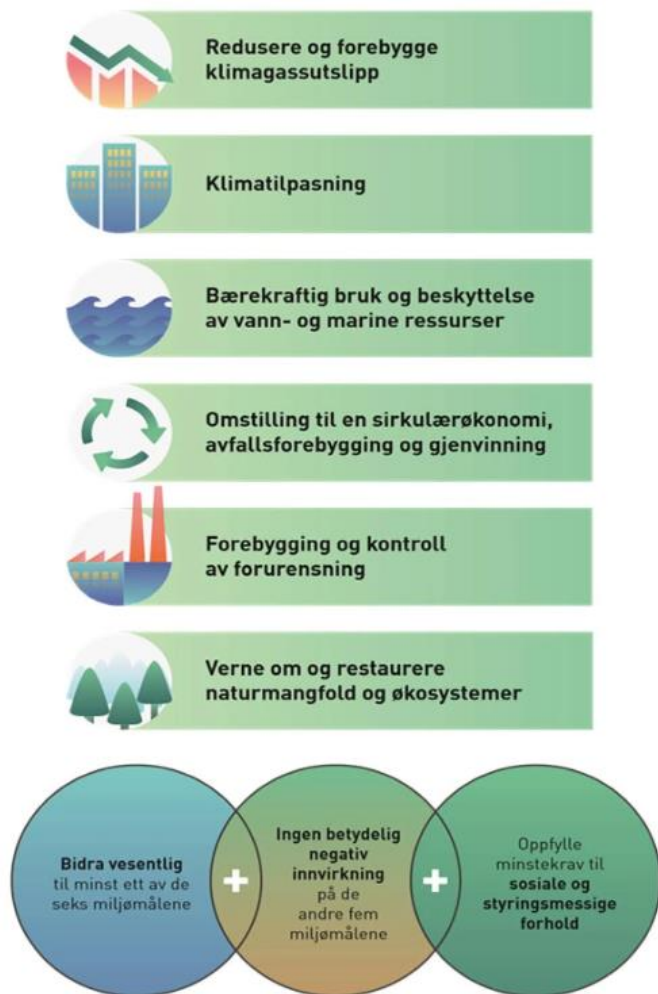 Redusere og forebygge
klimagassutslipp
Klimatilpasning
Bærekraftig bruk og beskyttelse
av vann- og marine ressurser
Omstilling til en sirkulærøkonomi,
avfallsforebygging og gjenvinning
Forebygging og kontroll
av forurensning
Verne om og restaurere
naturmangfold og økosystemer
Bidra vesentlig
til minst ett av de
seks miljømålene
+
Ingen betydelig
negativ
innvirkning
på de
andre fem
miljømålene
+
Oppfylle
minstekrav til
sosiale og
styringsmessige
forhold